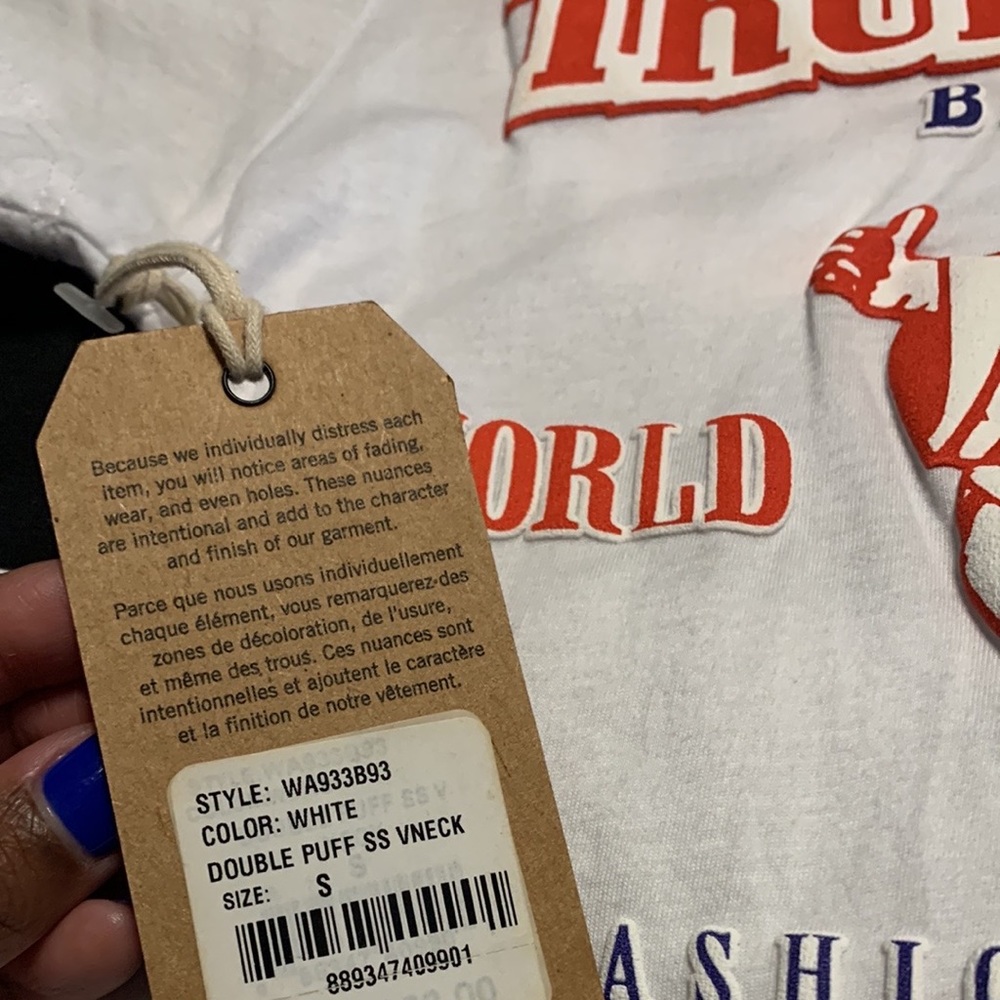 TRU
B
Because we individually distress each
item, you will notice areas of fading,
wear, and even holes. These nuances
are intentional and add to the character
and finish of our garment.
Parce que nous usons individuellement
chaque élément, vous remarquerez des
zones de décoloration, de l'usure,
et même des trous. Ces nuances sont
intentionnelles et ajoutent le caractère
et la finition de notre vêtement.
ORLD
STYLE: WA933B93
COLOR: WHITE
DOUBLE PUFF SS VNECK
SIZE: S
889347409901
ASHIO